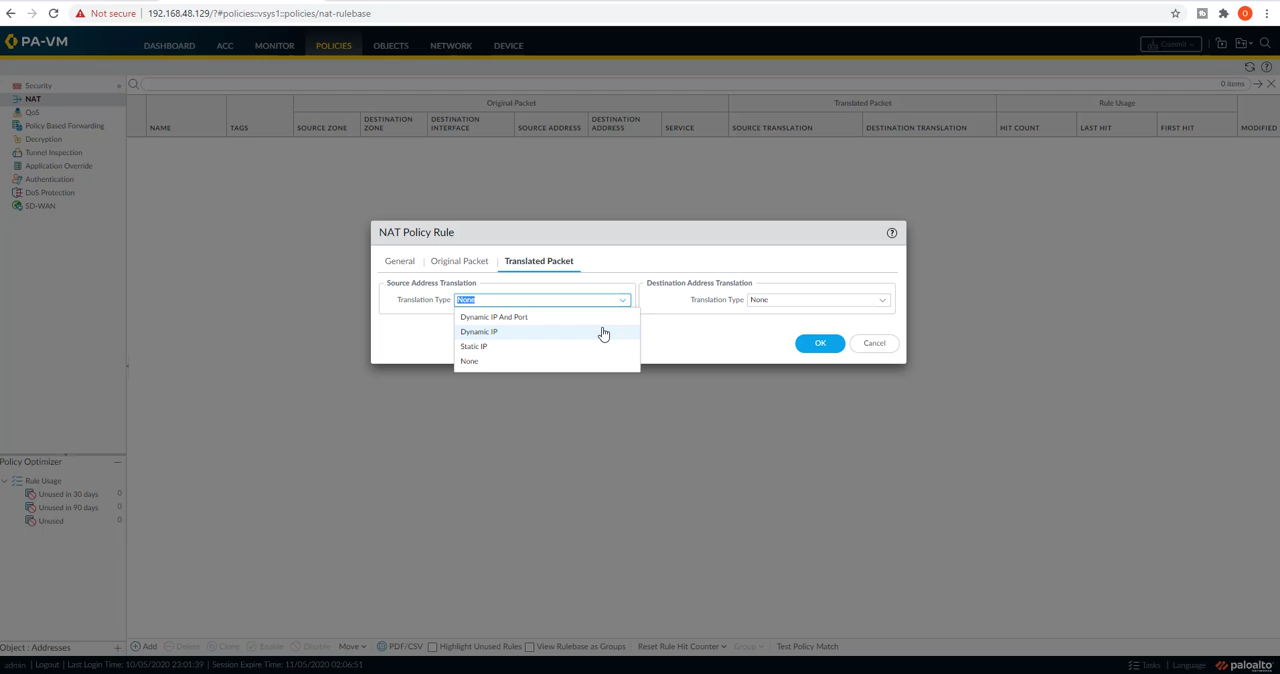 Not secure | 192.168.48.129/?#policies::vsys1::policies/nat-rulebase
O
PA-VM
DASHBOARD ACC MONITOR POLICIES OBJECTS NETWORK DEVICE
Commit
Security
NAT
QoS
Policy Based Forwarding
Decryption
Tunnel Inspection
Application Override
Authentication
DoS Protection
SD-WAN
0 items
Original Packet Translated Packet Rule Usage
NAME TAGS SOURCE ZONE DESTINATION ZONE DESTINATION INTERFACE SOURCE ADDRESS DESTINATION ADDRESS SERVICE SOURCE TRANSLATION DESTINATION TRANSLATION HIT COUNT LAST HIT FIRST HIT MODIFIED
NAT Policy Rule
General | Original Packet | Translated Packet
Source Address Translation
Translation Type None
Dynamic IP And Port
Dynamic IP
Static IP
None
Destination Address Translation
Translation Type None
OK Cancel
Policy Optimizer
Rule Usage
Unused in 30 days 0
Unused in 90 days 0
Unused 0
Object : Addresses
Add Delete Clone Enable Disable Move PDF/CSV Highlight Unused Rules View Rulebase as Groups Reset Rule Hit Counter Group Test Policy Match
admin | Logout | Last Login Time: 10/05/2020 23:01:39 | Session Expire Time: 11/05/2020 02:06:51
Tasks | Language
paloalto
NETWORKS